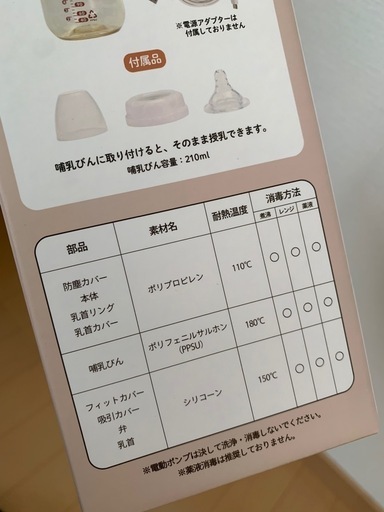 ※電源アダプターは
付属しておりません
付属品
哺乳びんに取り付けると、そのまま授乳できます。
哺乳びん容量：210ml
部品 素材名 耐熱温度 消毒方法
煮沸 レンジ 薬液
防塵カバー
本体
乳首リング
乳首カバー
ポリプロピレン 110℃ ○ ○ ○
哺乳びん
ポリフェニルサルホン
(PPSU)
180℃ ○ ○ ○
フィットカバー
吸引カバー
弁
乳首
シリコーン 150℃ ○ ○ ○
※電動ポンプは決して洗浄・消毒しないでください。
※薬液消毒は推奨しておりません。